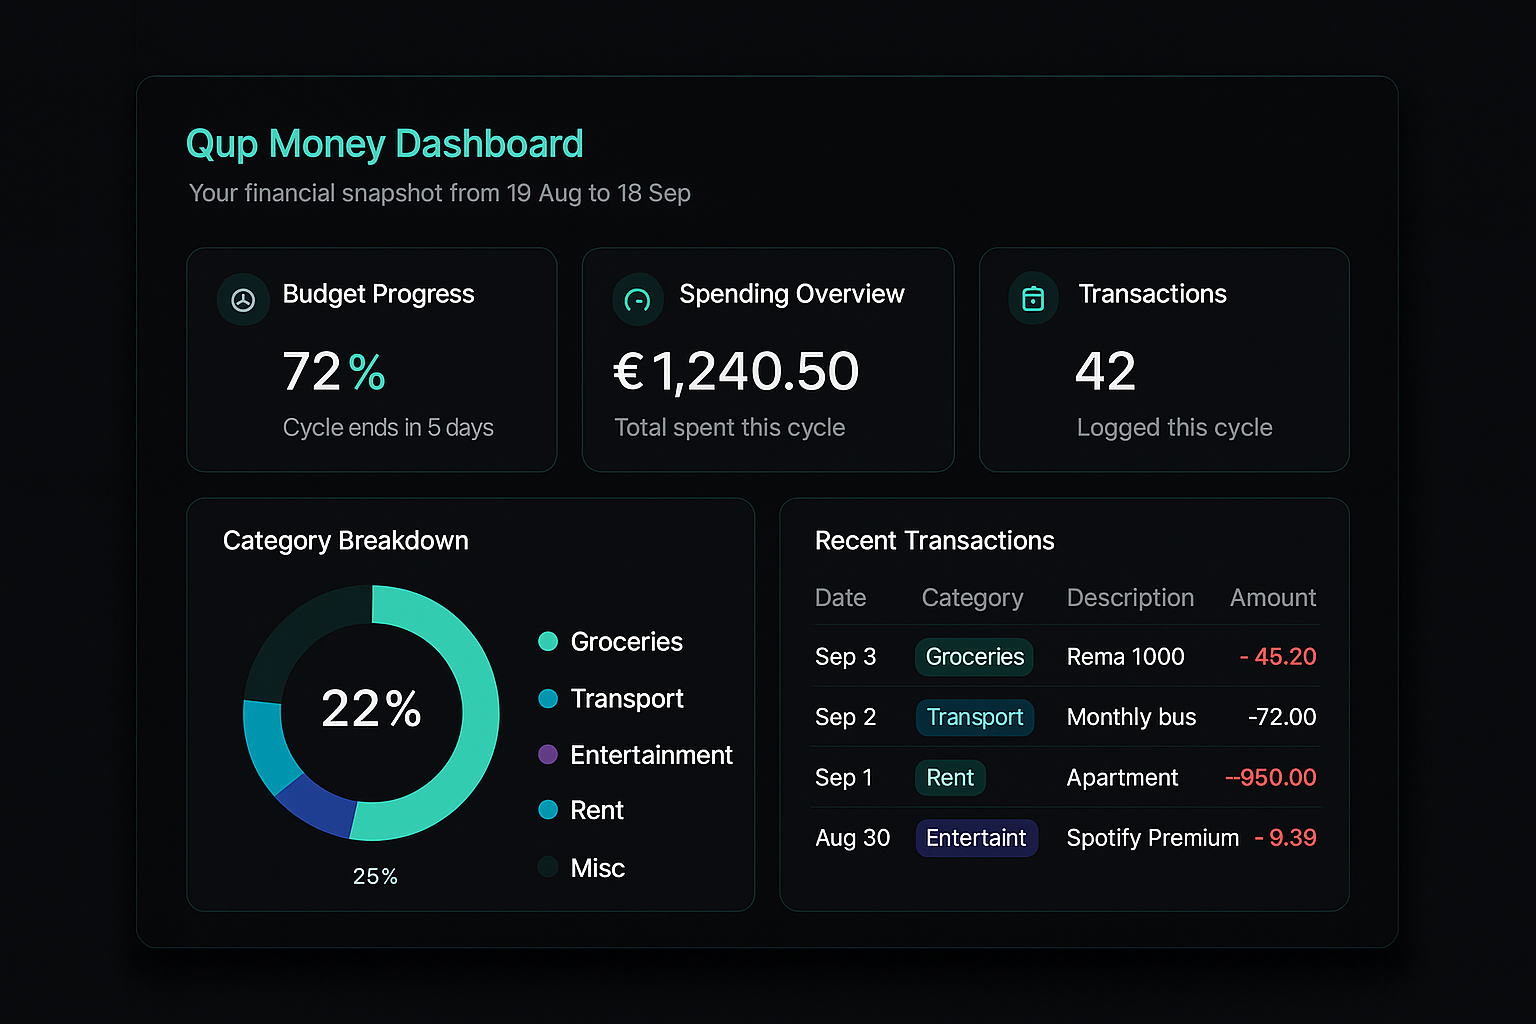 Qup Money Dashboard
Your financial snapshot from 19 Aug to 18 Sep
Budget Progress
72%
Cycle ends in 5 days
Spending Overview
€1,240.50
Total spent this cycle
Transactions
42
Logged this cycle
Category Breakdown
22%
25%
Groceries
Transport
Entertainment
Rent
Misc
Recent Transactions
Date Category Description Amount
Sep 3 Groceries Rema 1000 - 45.20
Sep 2 Transport Monthly bus -72.00
Sep 1 Rent Apartment --950.00
Aug 30 Entertaint Spotify Premium - 9.39